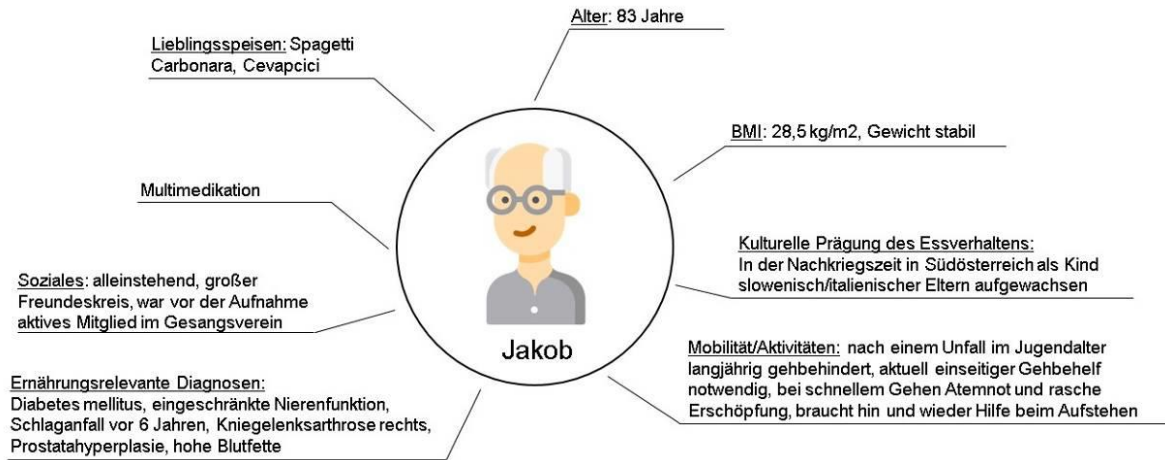 Alter: 83 Jahre
Lieblingsspeisen: Spagetti
Carbonara, Cevapcici
BMI: 28,5 kg/m2, Gewicht stabil
Multimedikation
Kulturelle Prägung des Essverhaltens:
In der Nachkriegszeit in Südösterreich als Kind
slowenisch/italienischer Eltern aufgewachsen
Soziales: alleinstehend, großer
Freundeskreis, war vor der Aufnahme
aktives Mitglied im Gesangsverein
Jakob
Mobilität/Aktivitäten: nach einem Unfall im Jugendalter
langjährig gehbehindert, aktuell einseitiger Gehbehelf
notwendig, bei schnellem Gehen Atemnot und rasche
Erschöpfung, braucht hin und wieder Hilfe beim Aufstehen
Ernährungsrelevante Diagnosen:
Diabetes mellitus, eingeschränkte Nierenfunktion,
Schlaganfall vor 6 Jahren, Kniegelenksarthrose rechts,
Prostatahyperplasie, hohe Blutfette